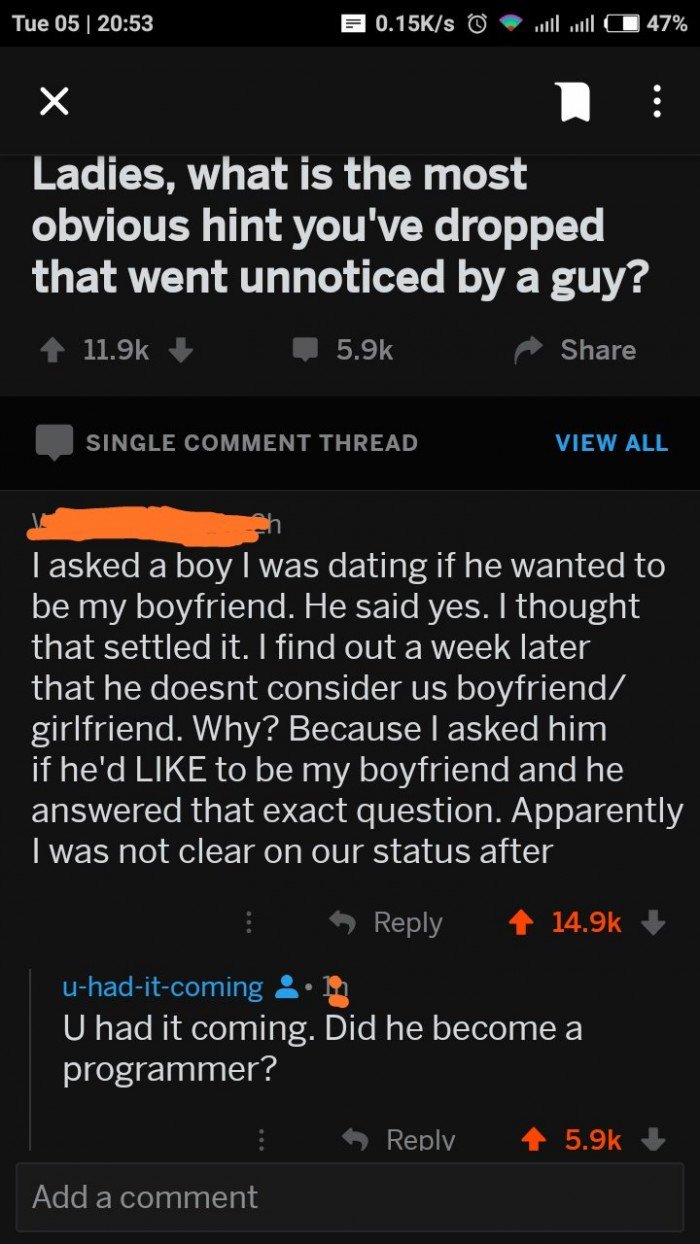 Tue 05 | 20:53 0.15K/s 47%
Ladies, what is the most
obvious hint you've dropped
that went unnoticed by a guy?
11.9k 5.9k Share
SINGLE COMMENT THREAD VIEW ALL
I asked a boy I was dating if he wanted to
be my boyfriend. He said yes. I thought
that settled it. I find out a week later
that he doesnt consider us boyfriend/
girlfriend. Why? Because I asked him
if he'd LIKE to be my boyfriend and he
answered that exact question. Apparently
I was not clear on our status after
Reply 14.9k
u-had-it-coming •
U had it coming. Did he become a
programmer?
Reply 5.9k
Add a comment